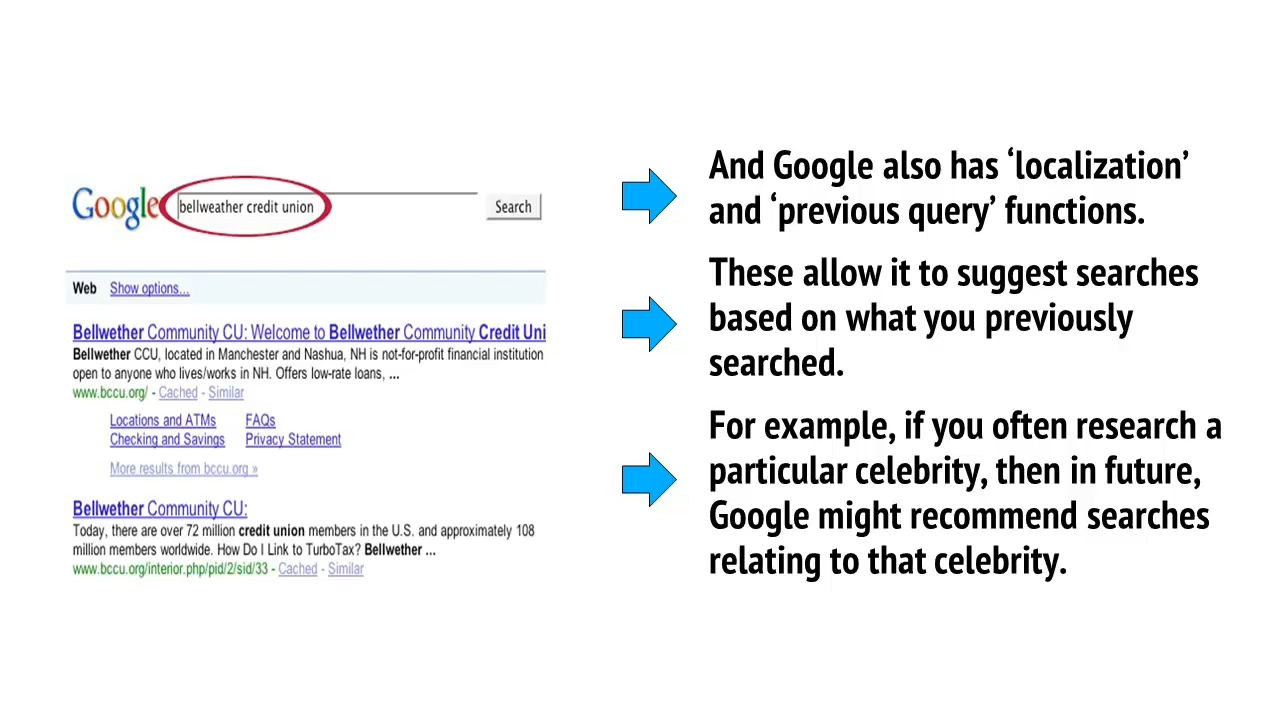 Google
bellweather credit union
Search
Web Show options...
Bellwether Community CU: Welcome to Bellwether Community Credit Uni
Bellwether CCU, located in Manchester and Nashua, NH is not-for-profit financial institution
open to anyone who lives/works in NH. Offers low-rate loans, ...
www.bccu.org/ - Cached - Similar
Locations and ATMs FAQs
Checking and Savings Privacy Statement
More results from bccu.org »
Bellwether Community CU:
Today, there are over 72 million credit union members in the U.S. and approximately 108
million members worldwide. How Do I Link to TurboTax? Bellwether ...
www.bccu.org/interior.php/pid/2/sid/33 - Cached - Similar
And Google also has ‘localization’
and ‘previous query’ functions.
These allow it to suggest searches
based on what you previously
searched.
For example, if you often research a
particular celebrity, then in future,
Google might recommend searches
relating to that celebrity.